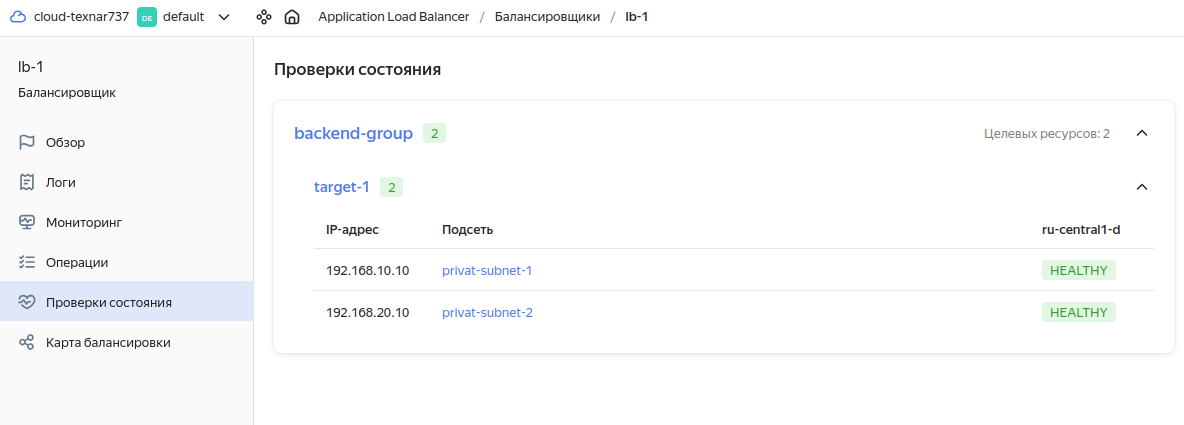 cloud-texnar737 DE default Application Load Balancer / Балансировщики / lb-1
lb-1
Балансировщик
Обзор
Логи
Мониторинг
Операции
Проверки состояния
Карта балансировки
Проверки состояния
backend-group 2 Целевых ресурсов: 2
target-1 2
IP-адрес Подсеть ru-central1-d
192.168.10.10 privat-subnet-1 HEALTHY
192.168.20.10 privat-subnet-2 HEALTHY